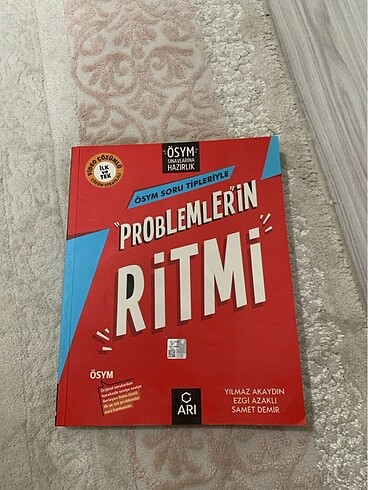 ÖSYM
SINAVLARINA
HAZIRLIK
VİDEO ÇÖZÜMLÜ
İLK ve
TEK
ÖSYM SORU TİPLERİYLE
"PROBLEMLER"İN
RİTMİ
ÖSYM
YILMAZ AKAYDIN
EZGİ AZAKLI
SAMET DEMİR
ARI